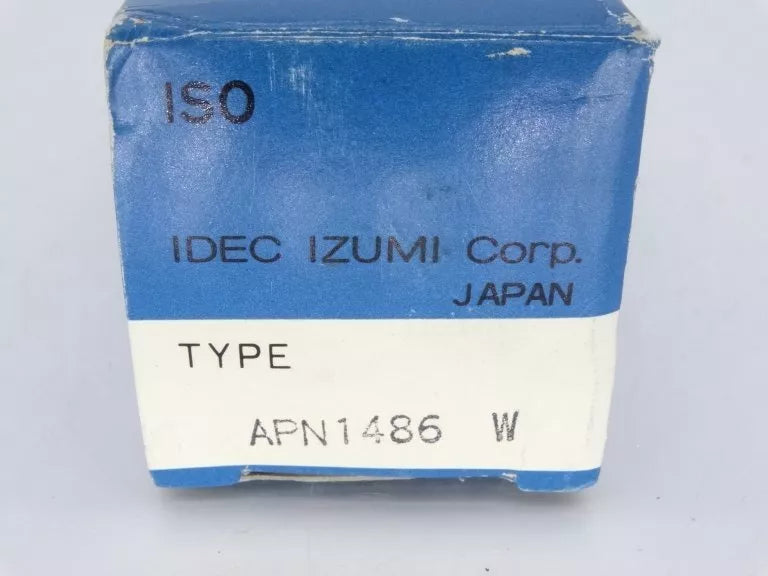 ISO
IDEC IZUMI Corp.
JAPAN
TYPE
APN1486 W